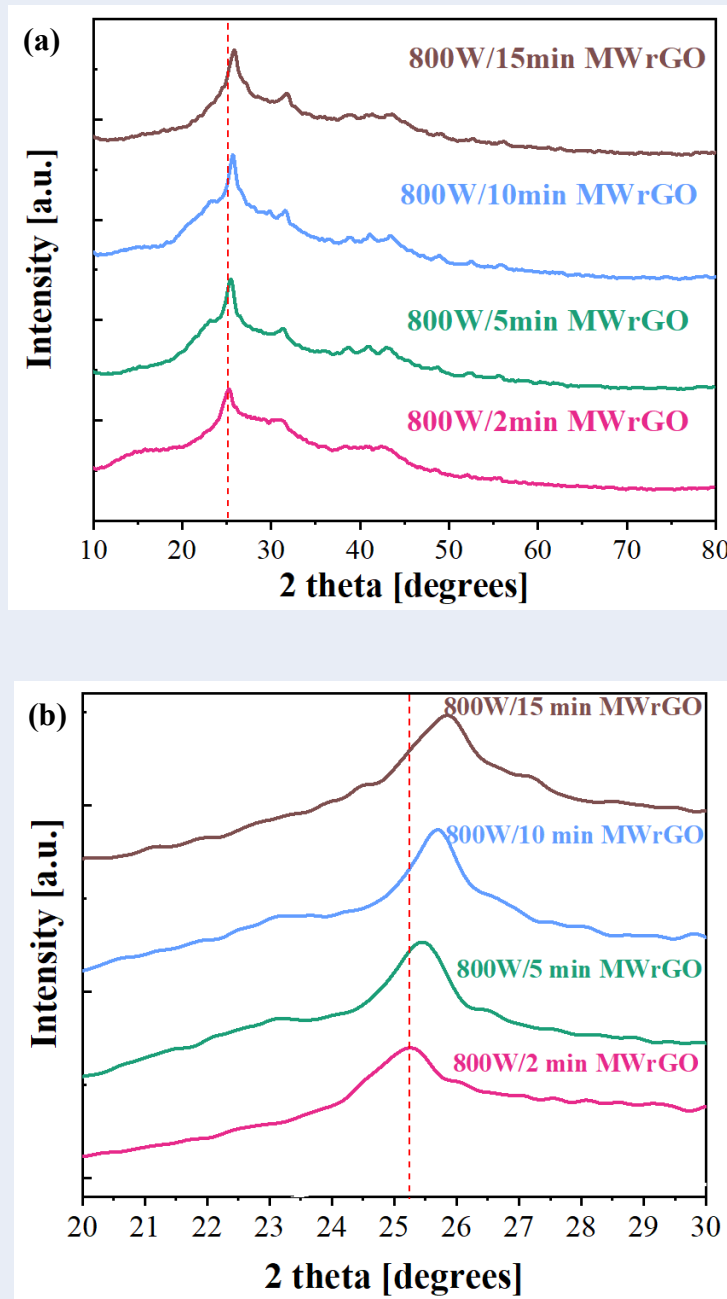 (a)
800W/15min MWrGO
800W/10min MWrGO
800W/5min MWrGO
800W/2min MWrGO
Intensity [a.u.]
10 20 30 40 50 60 70 80
2 theta [degrees]
(b)
800W/15 min MWrGO
800W/10 min MWrGO
800W/5 min MWrGO
800W/2 min MWrGO
Intensity [a.u.]
20 21 22 23 24 25 26 27 28 29 30
2 theta [degrees]